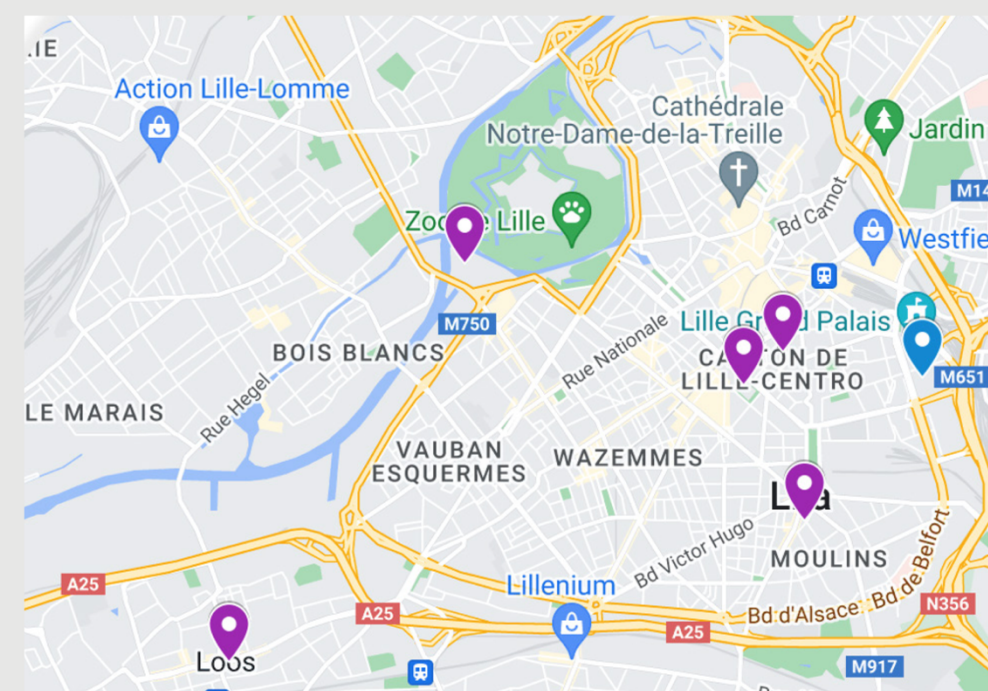 Action Lille-Lomme
Cathédrale
Notre-Dame-de-la-Treille
Jardin
Bd Carnot
Lille
Westfie
M750
Lille
Palais
BOIS BLANCS
Rue Nationale
DE
LILLE-CENTRO
M651
Rue Hegel
LE MARAIS
VAUBAN
ESQUERMES
WAZEMMES
Bd Victor Hugo
MOULINS
Bd de Belfort
A25
Lillenium
A25
Bd d'Alsace
N356
A25
Loos
M917